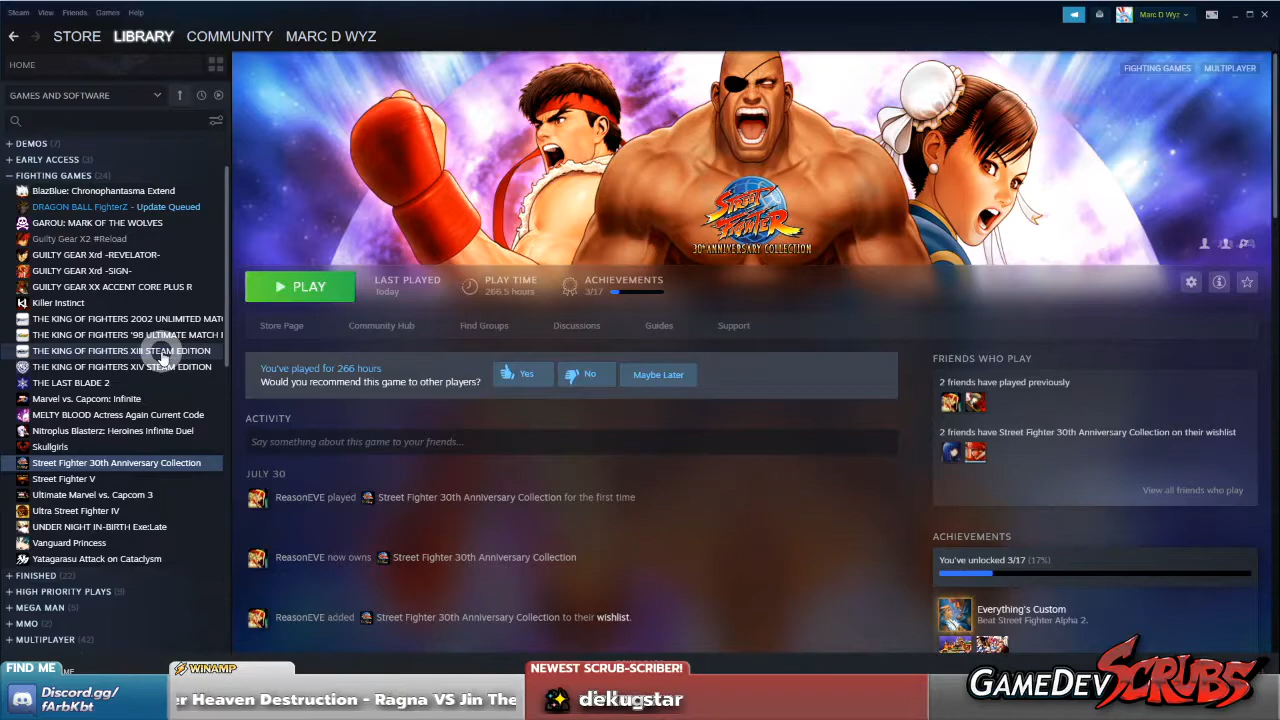 Steam View Friends Games Help
Marc D Wyz
STORE LIBRARY COMMUNITY MARC D WYZ
HOME
FIGHTING GAMES MULTIPLAYER
GAMES AND SOFTWARE
DEMOS (7)
EARLY ACCESS (3)
FIGHTING GAMES (24)
BlazBlue: Chronophantasma Extend
DRAGON BALL FighterZ - Update Queued
GAROU: MARK OF THE WOLVES
Guilty Gear X2 #Reload
GUILTY GEAR Xrd -REVELATOR-
GUILTY GEAR Xrd -SIGN-
GUILTY GEAR XX ACCENT CORE PLUS R
Killer Instinct
THE KING OF FIGHTERS 2002 UNLIMITED MAT
THE KING OF FIGHTERS '98 ULTIMATE MATCH
THE KING OF FIGHTERS XIII STEAM EDITION
THE KING OF FIGHTERS XIV STEAM EDITION
THE LAST BLADE 2
Marvel vs. Capcom: Infinite
MELTY BLOOD Actress Again Current Code
Nitroplus Blasterz: Heroines Infinite Duel
Skullgirls
Street Fighter 30th Anniversary Collection
Street Fighter V
Ultimate Marvel vs. Capcom 3
Ultra Street Fighter IV
UNDER NIGHT IN-BIRTH Exe:Late
Vanguard Princess
Yatagarasu Attack on Cataclysm
FINISHED (22)
HIGH PRIORITY PLAYS (9)
MEGA MAN (5)
MMO (2)
MULTIPLAYER (42)
STREET FIGHTER
30th ANNIVERSARY COLLECTION
PLAY
LAST PLAYED
Today
PLAY TIME
266.5 hours
ACHIEVEMENTS
3/17
Store Page Community Hub Find Groups Discussions Guides Support
You've played for 266 hours
Would you recommend this game to other players?
Yes No Maybe Later
ACTIVITY
Say something about this game to your friends...
JULY 30
ReasonEVE played Street Fighter 30th Anniversary Collection for the first time
ReasonEVE now owns Street Fighter 30th Anniversary Collection
ReasonEVE added Street Fighter 30th Anniversary Collection to their wishlist.
FRIENDS WHO PLAY
2 friends have played previously
2 friends have Street Fighter 30th Anniversary Collection on their wishlist
View all friends who play
ACHIEVEMENTS
You've unlocked 3/17 (17%)
Everything's Custom
Beat Street Fighter Alpha 2.
FIND ME
Discord.gg/
fArbKbt
WINAMP
er Heaven Destruction - Ragna VS Jin The
NEWEST SCRUB-SCRIBER!
dekugstar
GAMEDEV SCRUBS